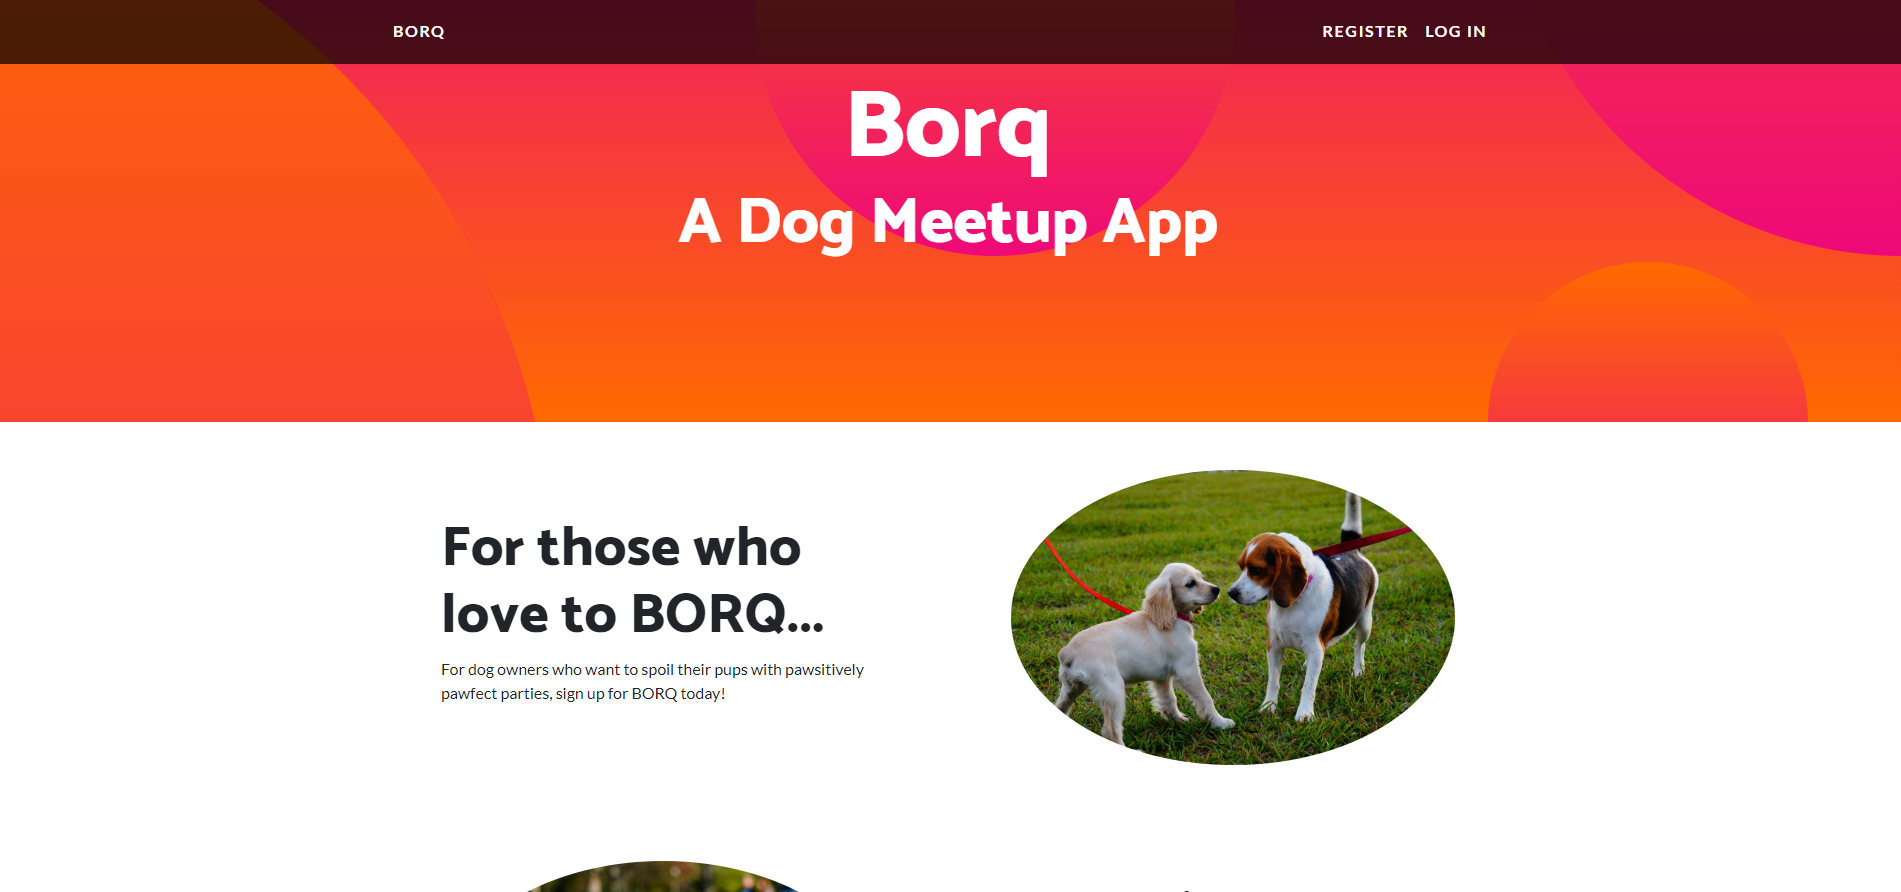 BORQ
REGISTER LOG IN
Borq
A Dog Meetup App
For those who
love to BORQ...
For dog owners who want to spoil their pups with pawsitively
pawfect parties, sign up for BORQ today!